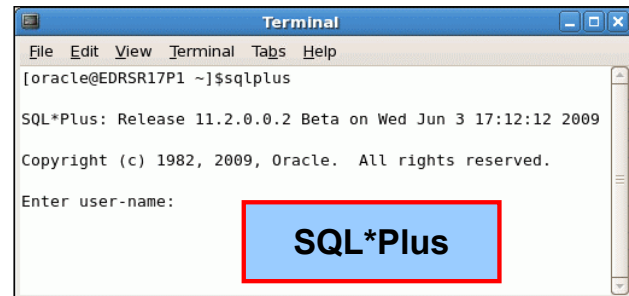 Terminal
File Edit View Terminal Tabs Help
[oracle@EDRSR17P1 ~]$sqlplus
SQL*Plus: Release 11.2.0.0.2 Beta on Wed Jun 3 17:12:12 2009
Copyright (c) 1982, 2009, Oracle.  All rights reserved.
Enter user-name:
SQL*Plus